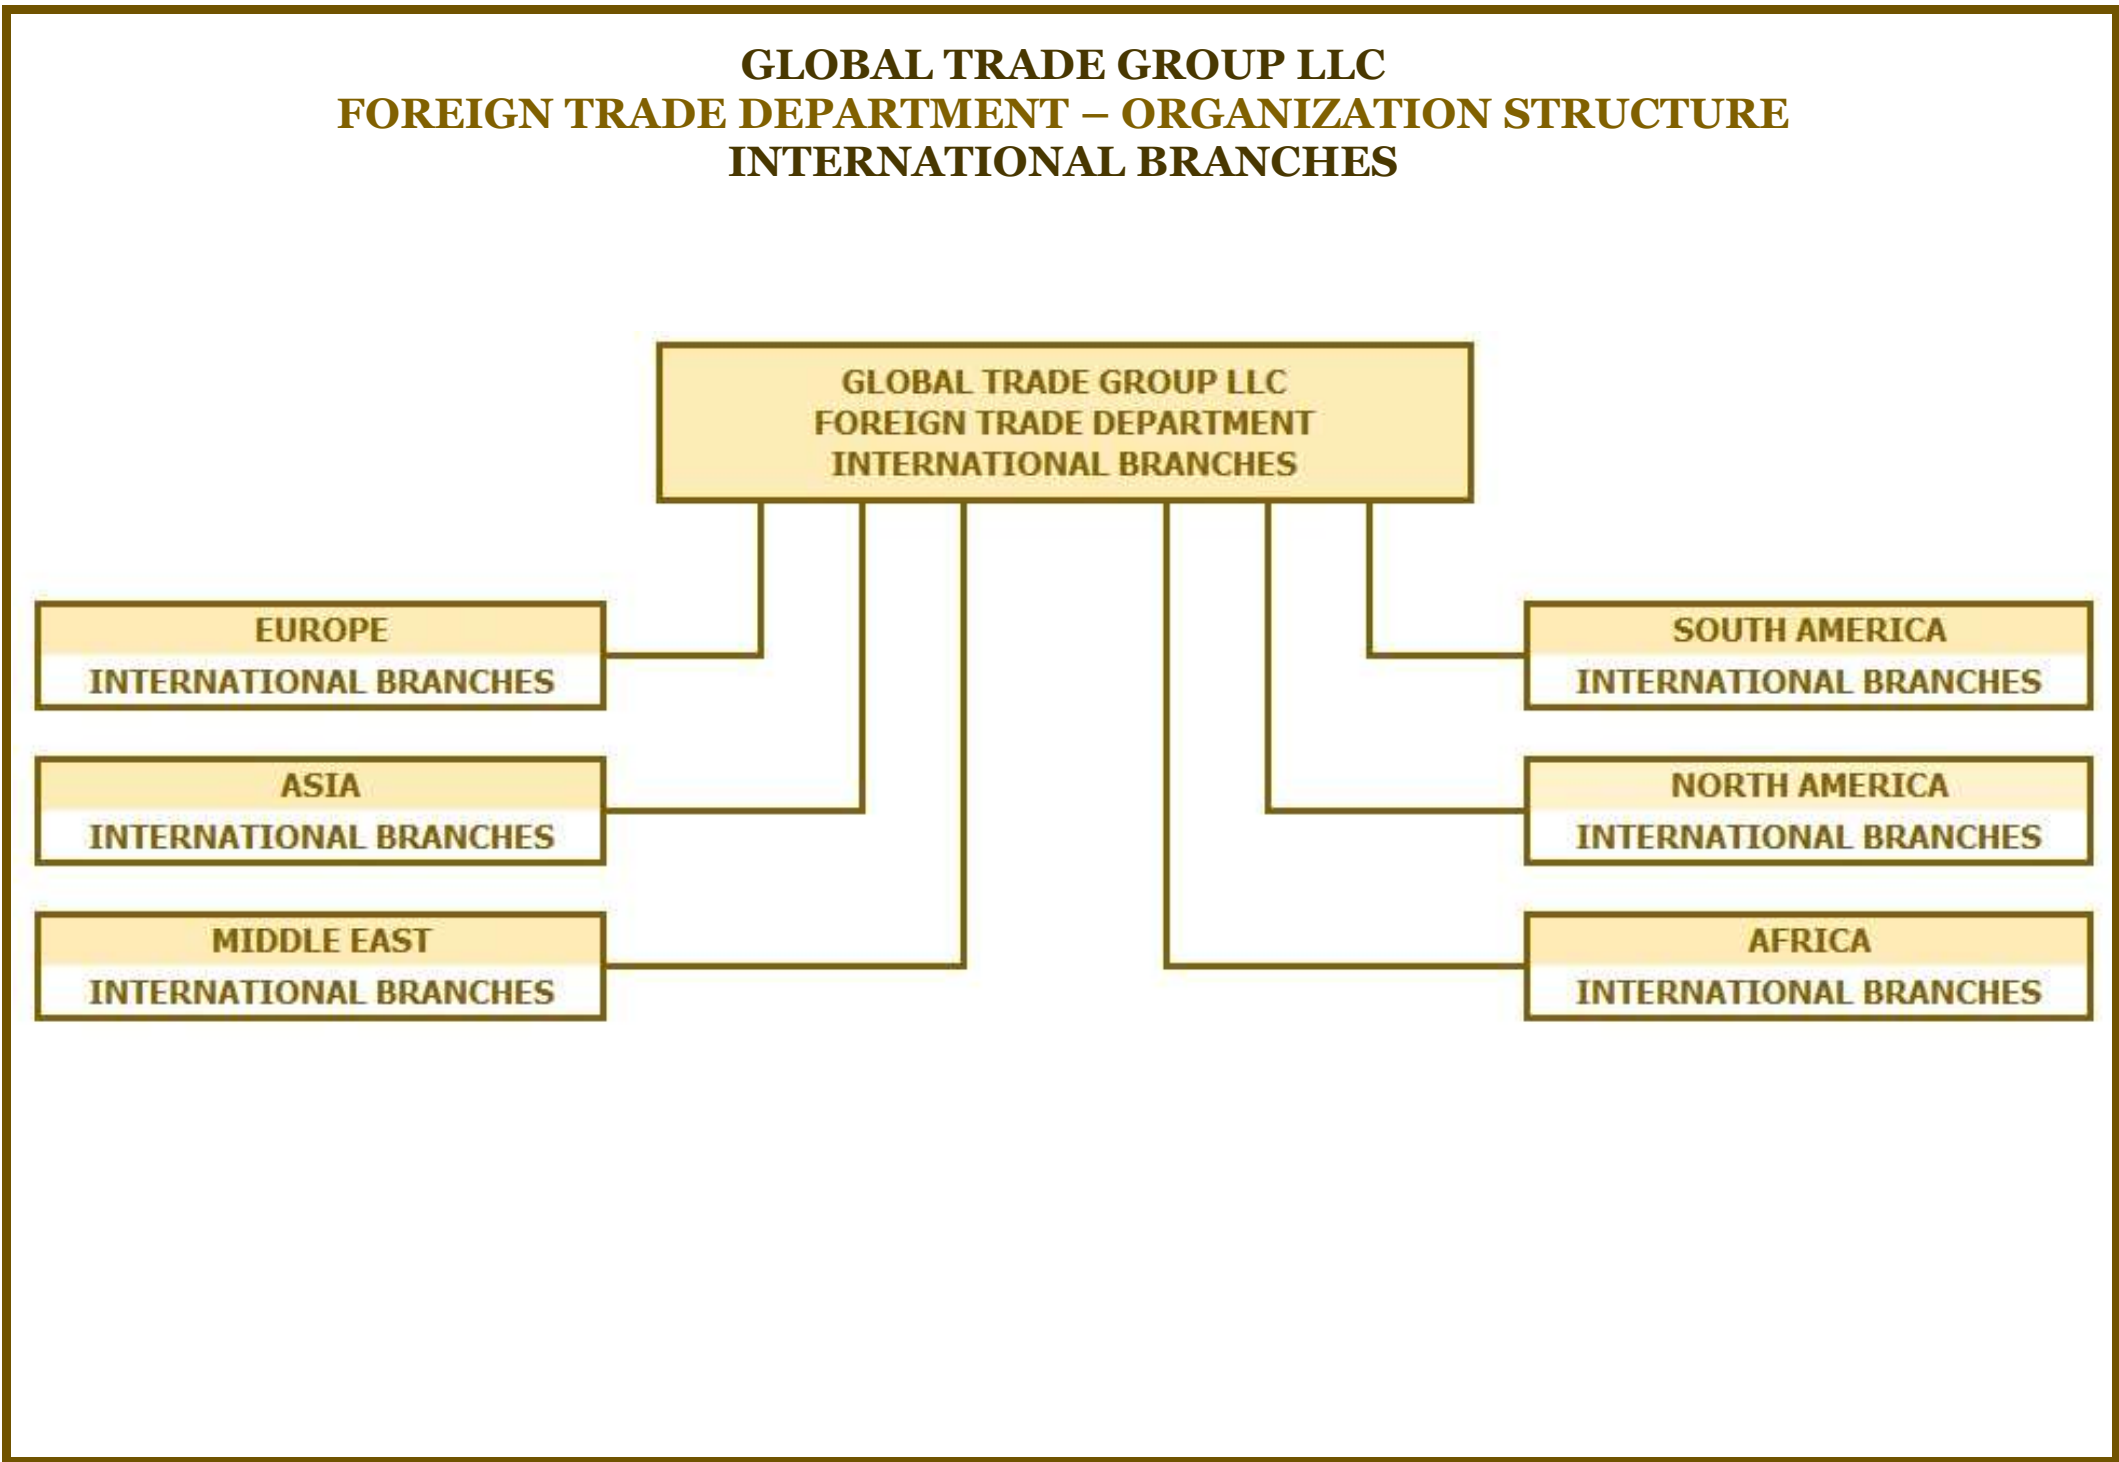 GLOBAL TRADE GROUP LLC
FOREIGN TRADE DEPARTMENT – ORGANIZATION STRUCTURE
INTERNATIONAL BRANCHES
GLOBAL TRADE GROUP LLC
FOREIGN TRADE DEPARTMENT
INTERNATIONAL BRANCHES
EUROPE
INTERNATIONAL BRANCHES
ASIA
INTERNATIONAL BRANCHES
MIDDLE EAST
INTERNATIONAL BRANCHES
SOUTH AMERICA
INTERNATIONAL BRANCHES
NORTH AMERICA
INTERNATIONAL BRANCHES
AFRICA
INTERNATIONAL BRANCHES